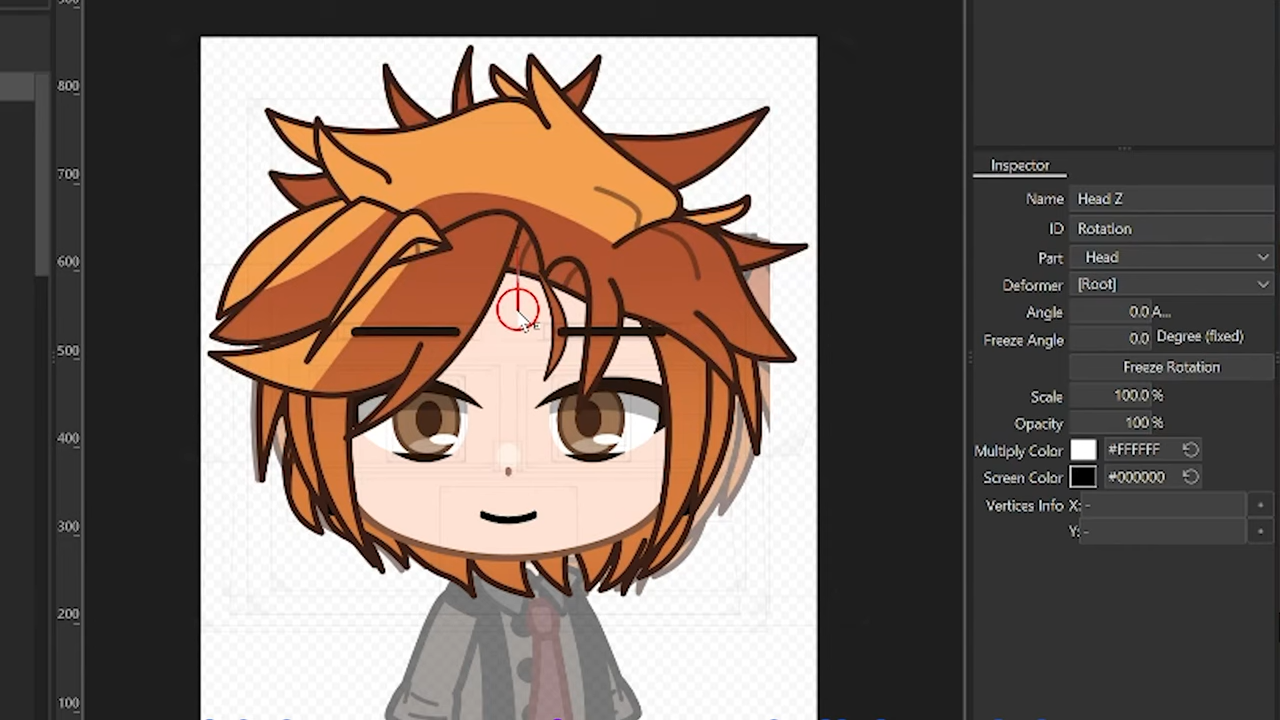 800
700
600
500
400
300
200
100
Inspector
Name Head Z
ID Rotation
Part Head
Deformer [Root]
Angle 0.0 A...
Freeze Angle 0.0 Degree (fixed)
Freeze Rotation
Scale 100.0 %
Opacity 100 %
Multiply Color #FFFFFF
Screen Color #000000
Vertices Info X: -
Y: -